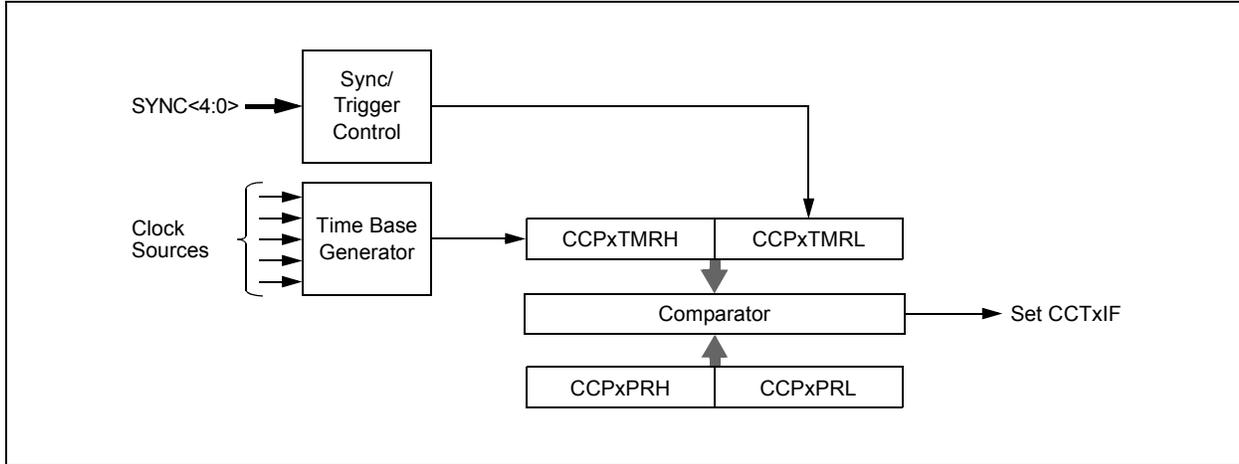 SYNC<4:0>
Sync/
Trigger
Control
Clock
Sources
Time Base
Generator
CCPxTMRH
CCPxTMRL
Comparator
Set CCTxIF
CCPxPRH
CCPxPRL